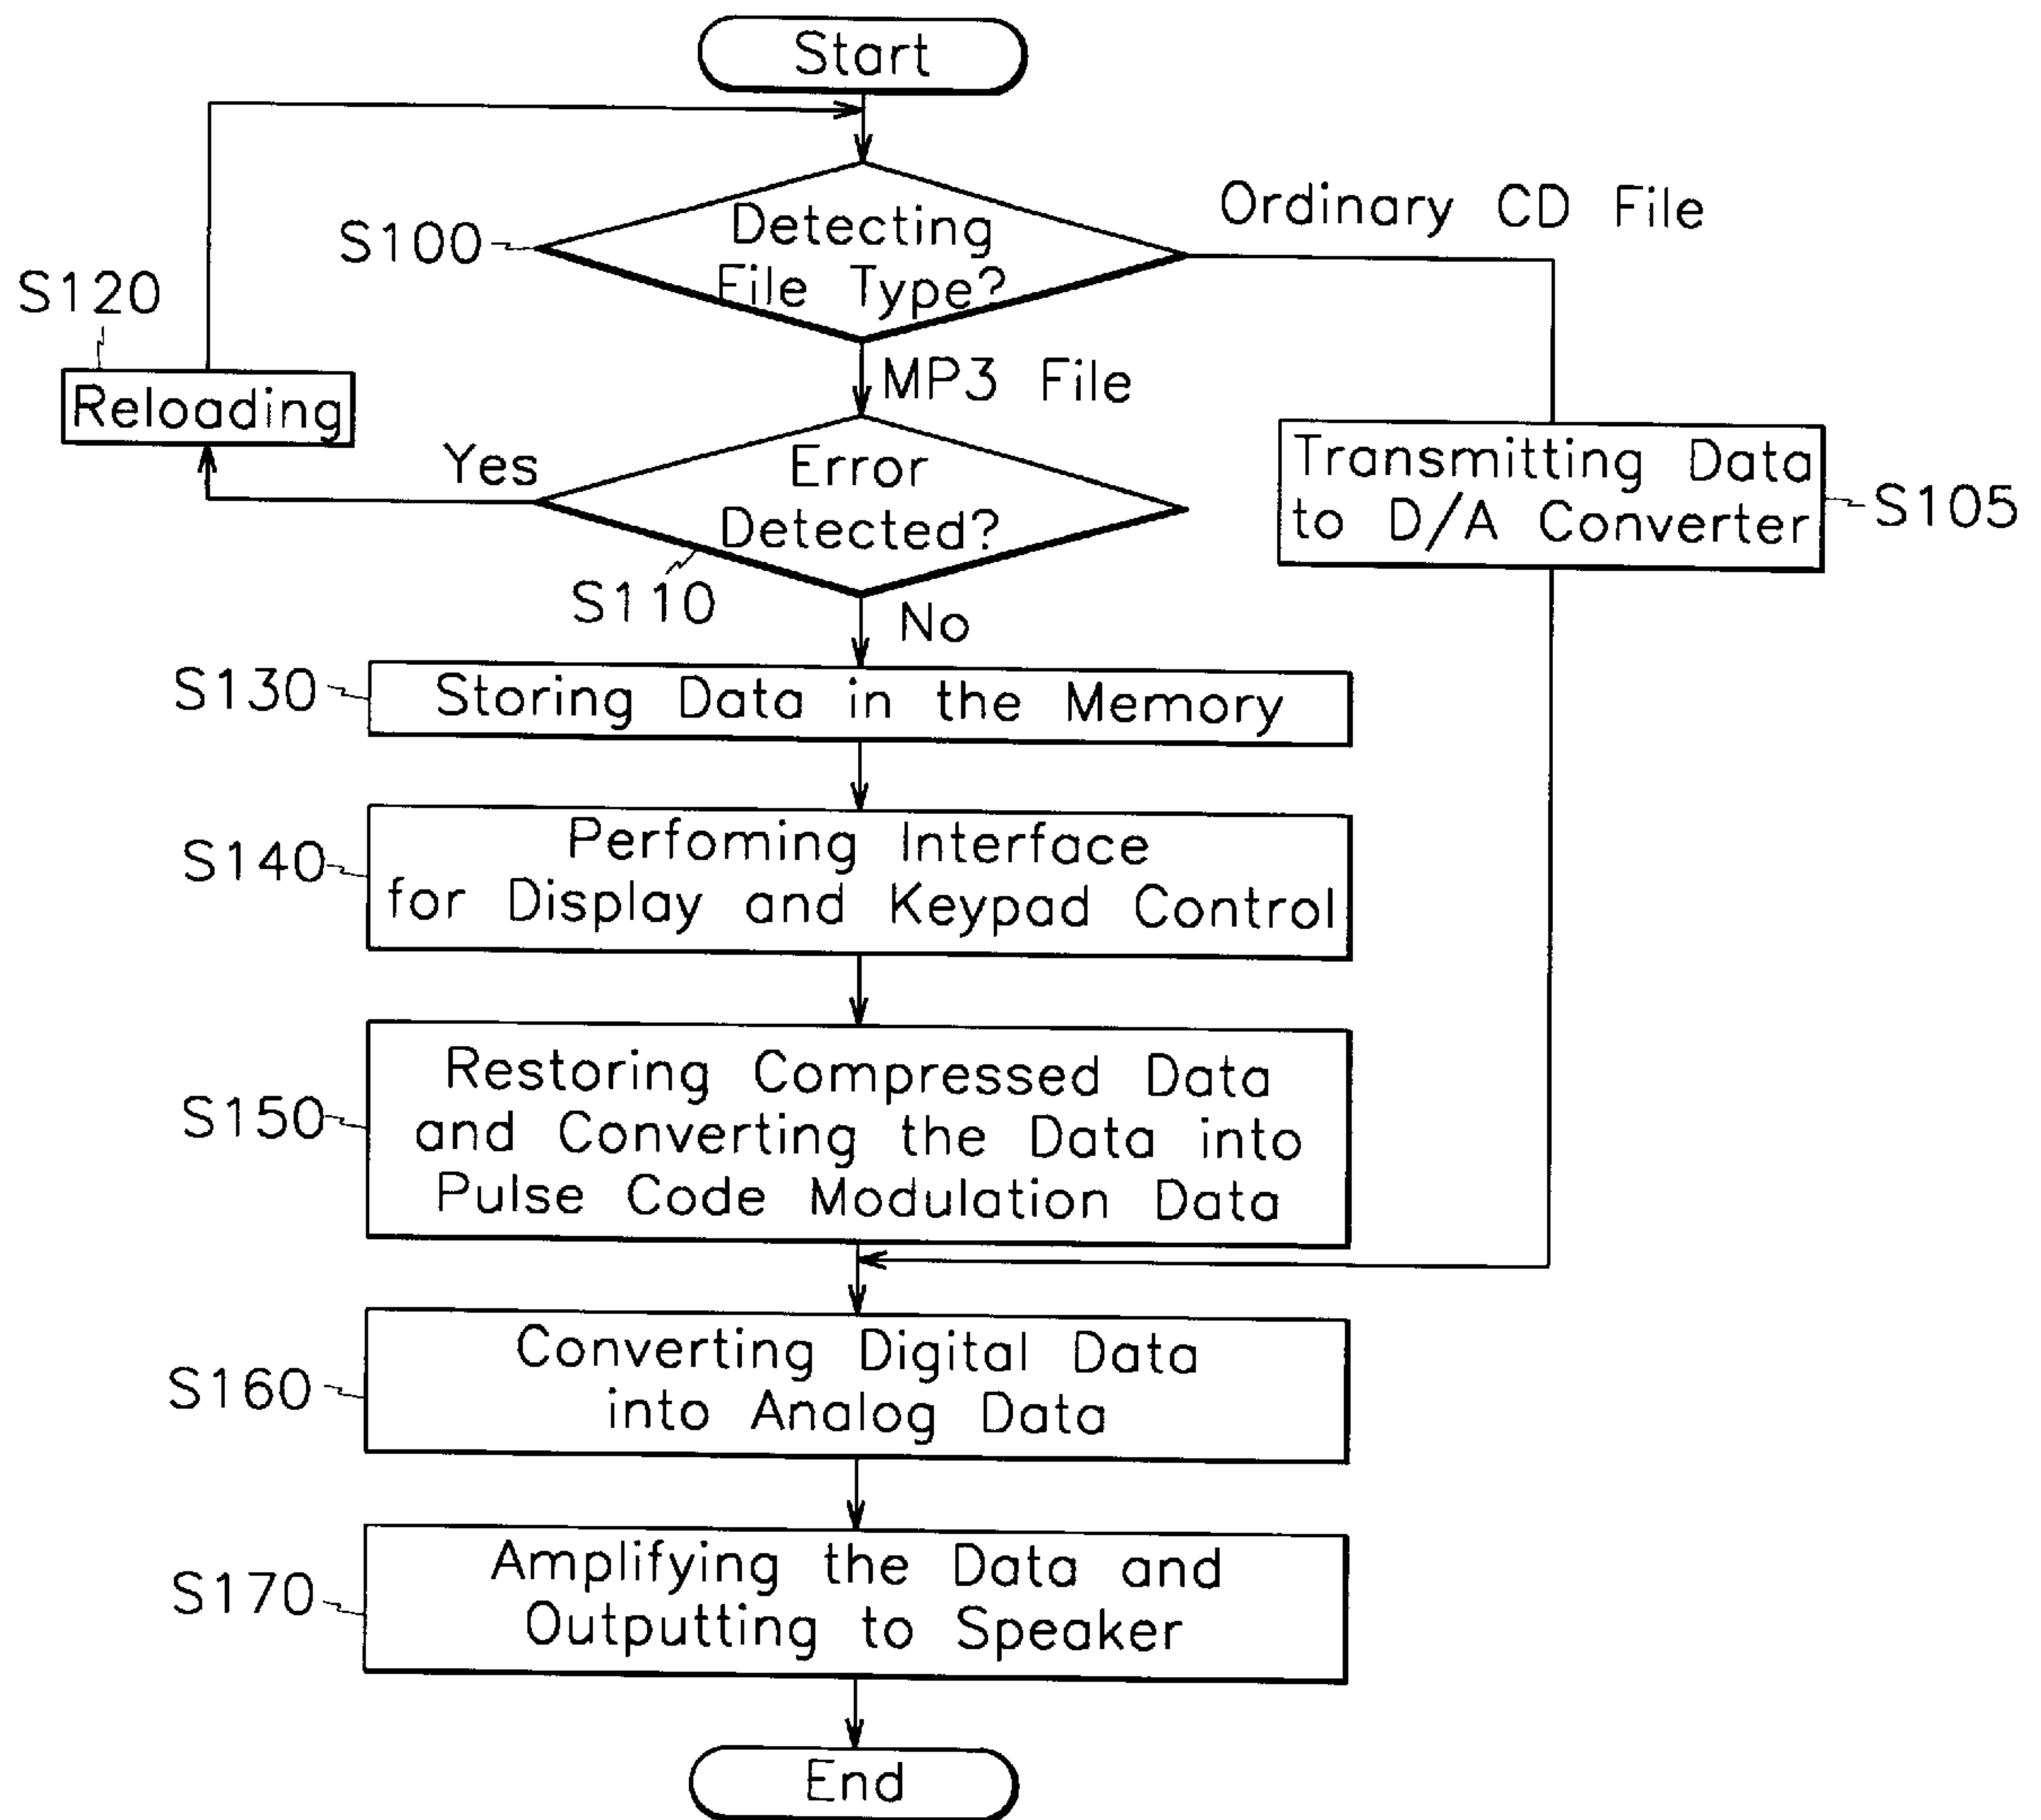 Start
Ordinary CD File
S100
Detecting
File Type?
S120
Reloading
MP3 File
Yes
Error
Detected?
S110
No
Transmitting Data
to D/A Converter
S105
S130
Storing Data in the Memory
S140
Perfoming Interface
for Display and Keypad Control
S150
Restoring Compressed Data
and Converting the Data into
Pulse Code Modulation Data
S160
Converting Digital Data
into Analog Data
S170
Amplifying the Data and
Outputting to Speaker
End